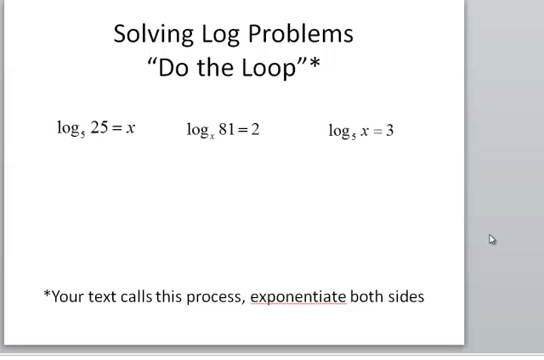 Solving Log Problems
“Do the Loop”*
log₅ 25 = x logₓ 81 = 2 log₅ x = 3
*Your text calls this process, exponentiate both sides